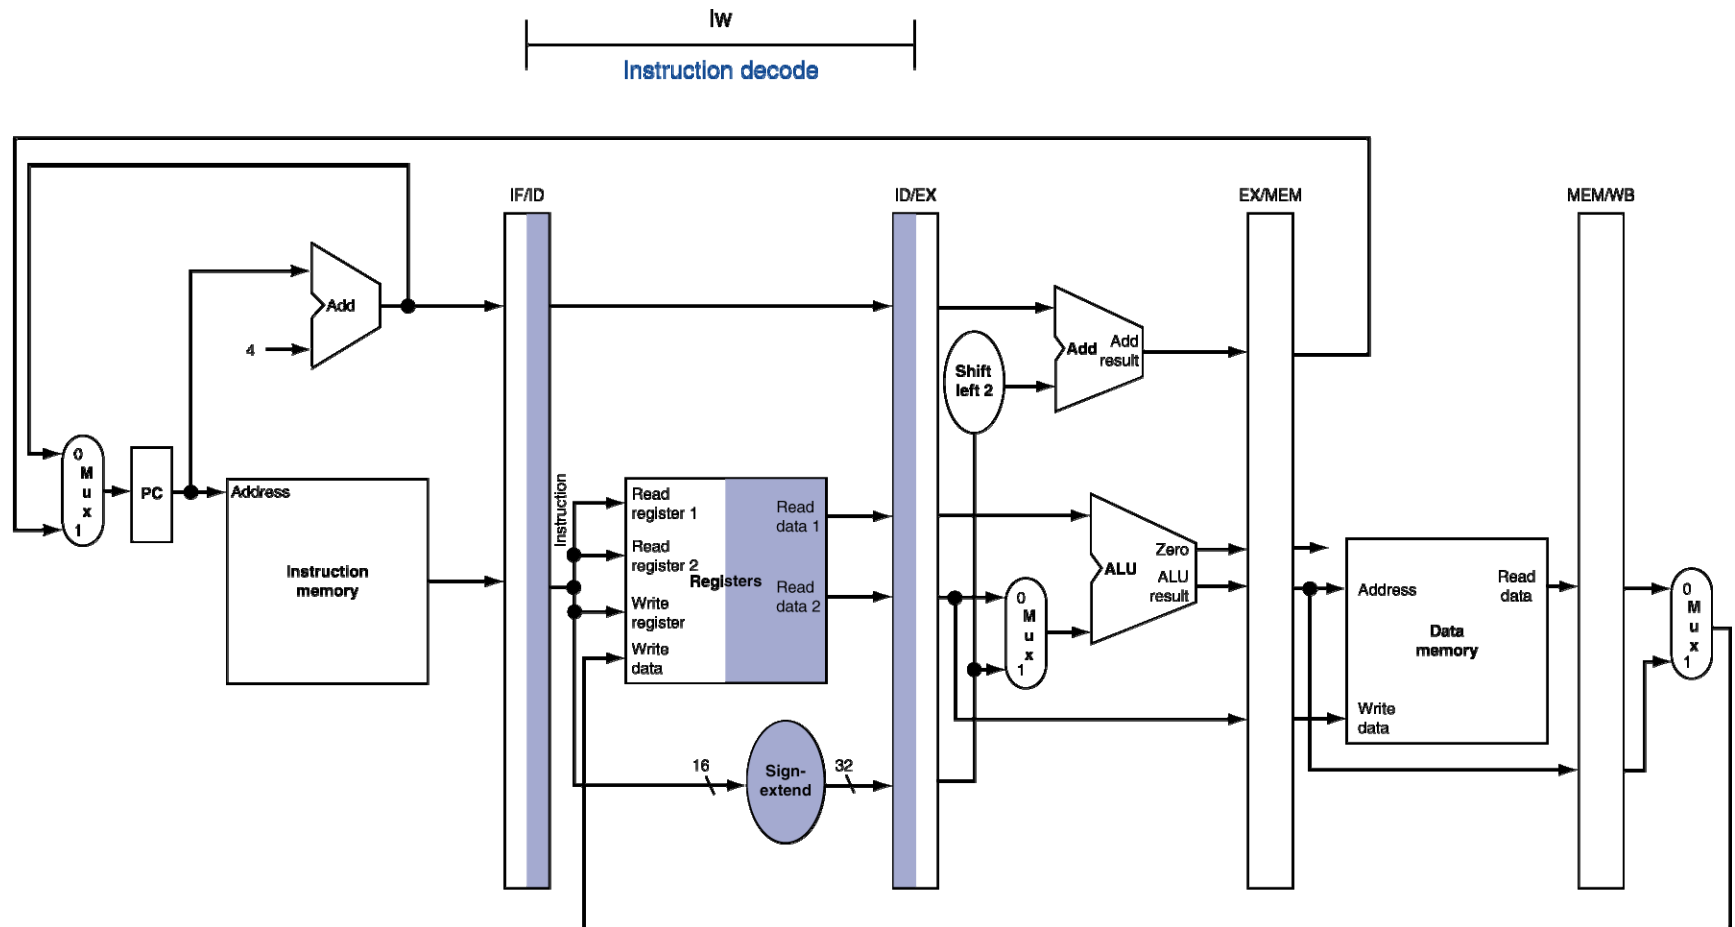 lw
Instruction decode
IF/ID
ID/EX
EX/MEM
MEM/WB
Add
4
Add
Add
result
Shift
left 2
0
M
u
x
1
PC
Address
Instruction
memory
Instruction
Read
register 1
Read
register 2
Write
register
Write
data
Registers
Read
data 1
Read
data 2
16
Sign-
extend
32
0
M
u
x
1
Zero
ALU
ALU
result
Address
Read
data
Data
memory
Write
data
0
M
u
x
1